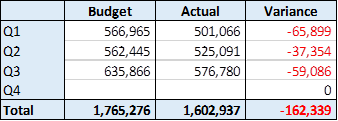 Budget Actual Variance
Q1 566,965 501,066 -65,899
Q2 562,445 525,091 -37,354
Q3 635,866 576,780 -59,086
Q4 0
Total 1,765,276 1,602,937 -162,339